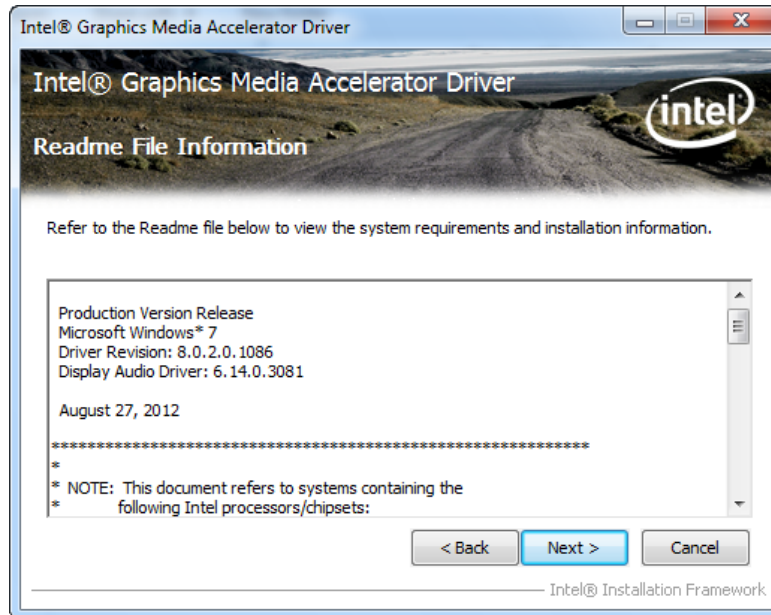 Intel® Graphics Media Accelerator Driver
Intel® Graphics Media Accelerator Driver
intel
Readme File Information
Refer to the Readme file below to view the system requirements and installation information.
Production Version Release
Microsoft Windows* 7
Driver Revision: 8.0.2.0.1086
Display Audio Driver: 6.14.0.3081
August 27, 2012
************************************************************
*
* NOTE: This document refers to systems containing the
* following Intel processors/chipsets:
< Back Next > Cancel
Intel® Installation Framework